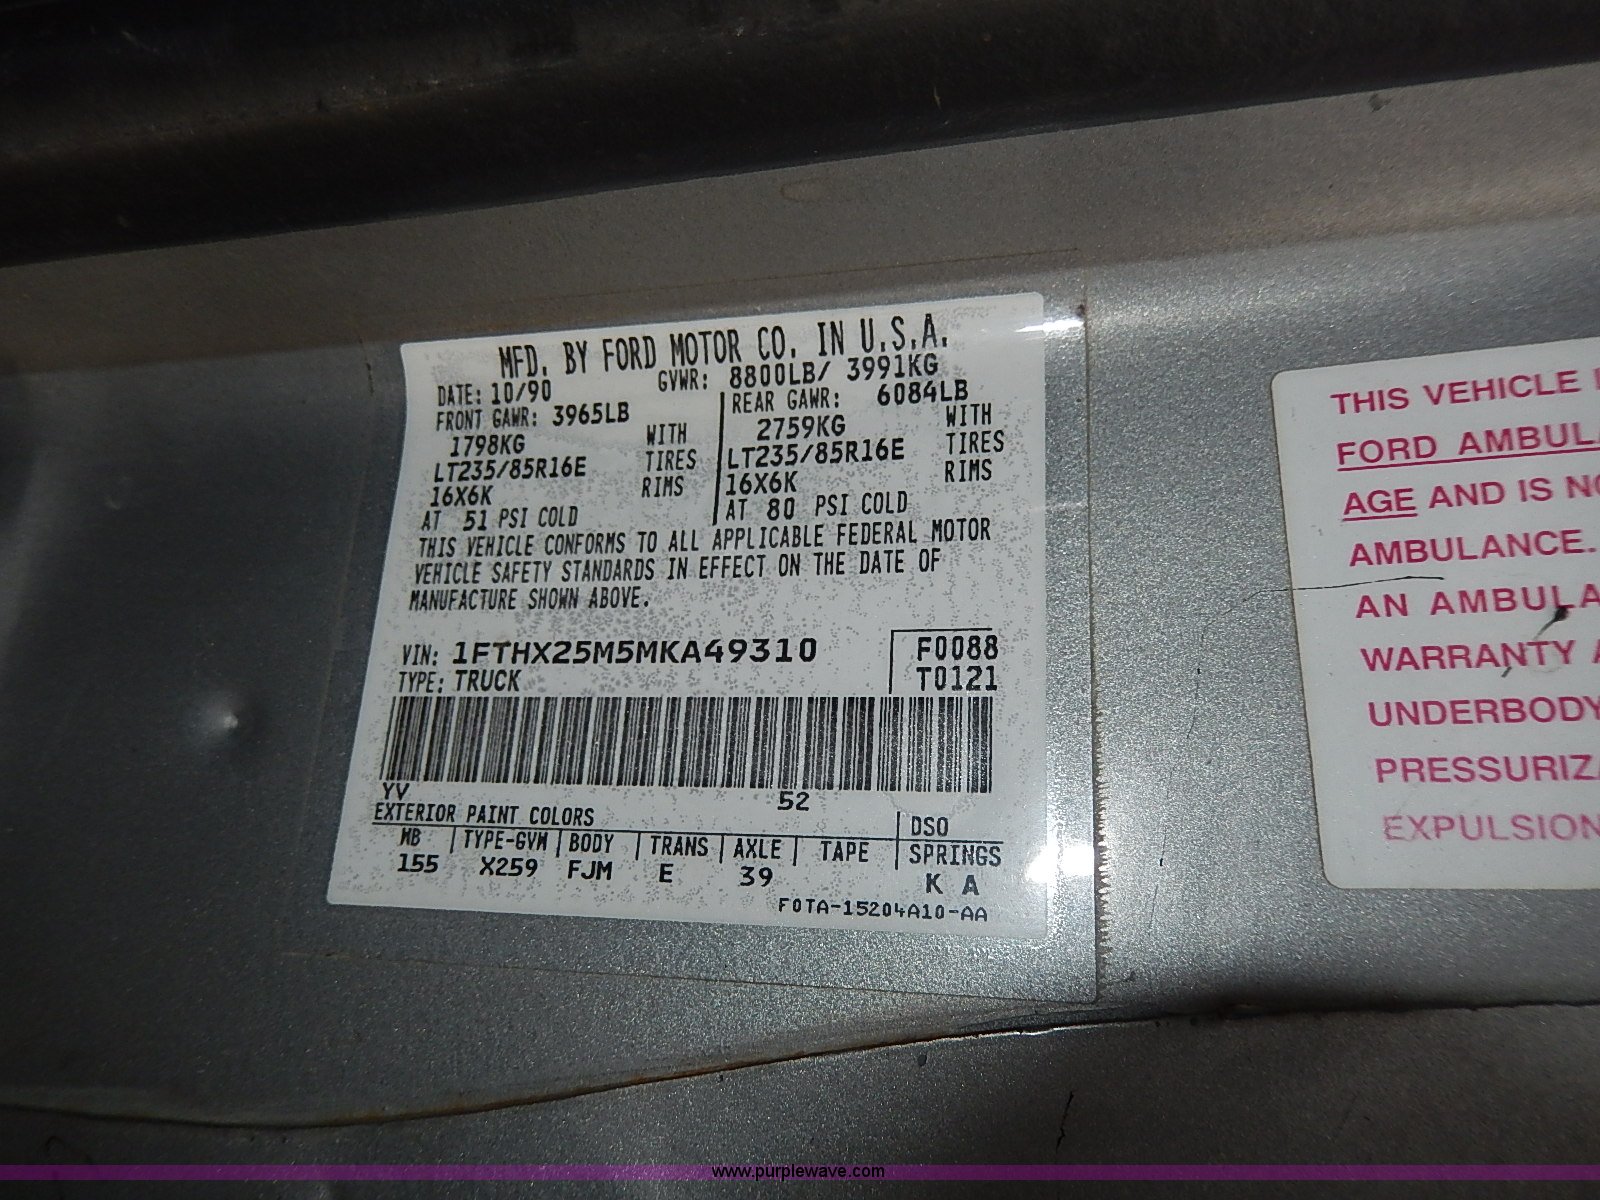 MFD. BY FORD MOTOR CO. IN U.S.A.
DATE: 10/90 GVWR: 8800LB/ 3991KG
FRONT GAWR: 3965LB REAR GAWR: 6084LB
1798KG WITH 2759KG WITH
LT235/85R16E TIRES LT235/85R16E TIRES
16X6K RIMS 16X6K RIMS
AT 51 PSI COLD AT 80 PSI COLD
THIS VEHICLE CONFORMS TO ALL APPLICABLE FEDERAL MOTOR
VEHICLE SAFETY STANDARDS IN EFFECT ON THE DATE OF
MANUFACTURE SHOWN ABOVE.
VIN: 1FTHX25M5MKA49310 F0088
TYPE: TRUCK T0121
YV 52
EXTERIOR PAINT COLORS DSO
WB TYPE-GVW BODY TRANS AXLE TAPE SPRINGS
155 X259 FJM E 39 K A
F0TA-15204A10-AA
THIS VEHICLE
FORD AMBUL
AGE AND IS NO
AMBULANCE.
AN AMBULA
WARRANTY A
UNDERBODY
PRESSURIZA
EXPULSION
www.purplewave.com